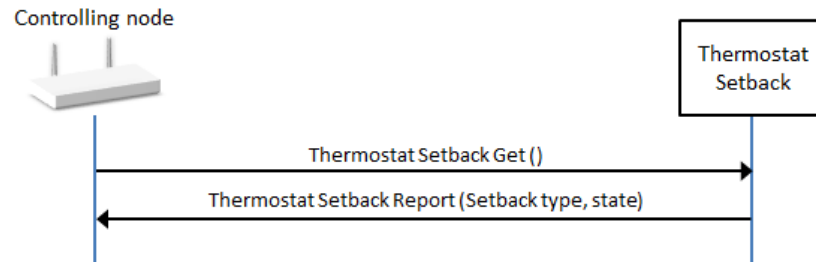 Controlling node
Thermostat
Setback
Thermostat Setback Get ()
Thermostat Setback Report (Setback type, state)